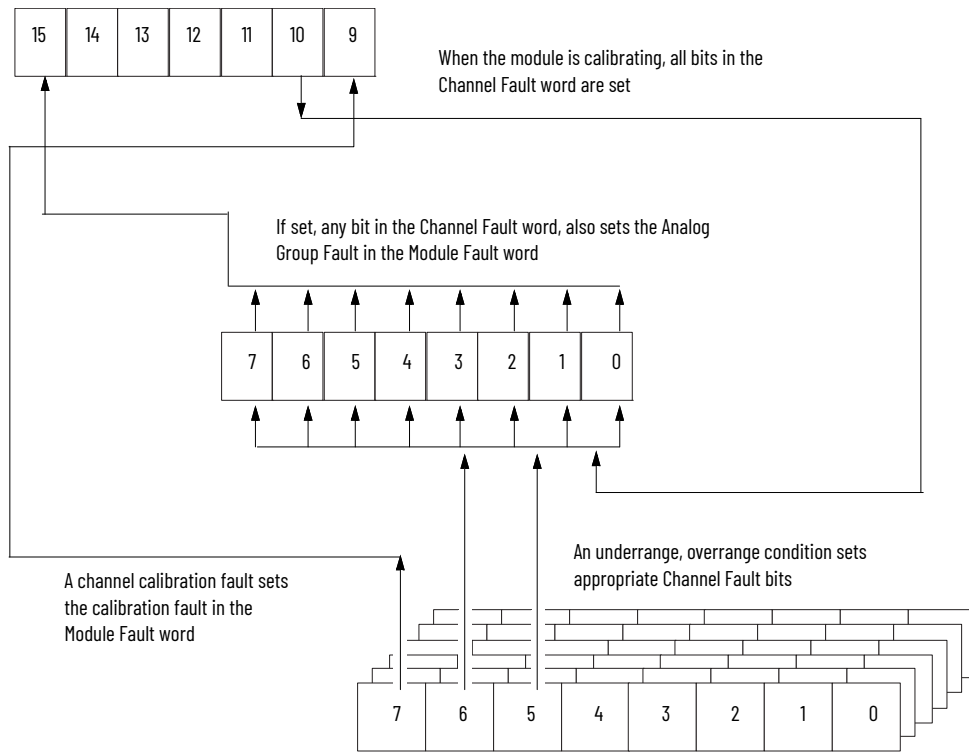 15 14 13 12 11 10 9
When the module is calibrating, all bits in the
Channel Fault word are set
If set, any bit in the Channel Fault word, also sets the Analog
Group Fault in the Module Fault word
7 6 5 4 3 2 1 0
An underrange, overrange condition sets
appropriate Channel Fault bits
A channel calibration fault sets
the calibration fault in the
Module Fault word
7 6 5 4 3 2 1 0